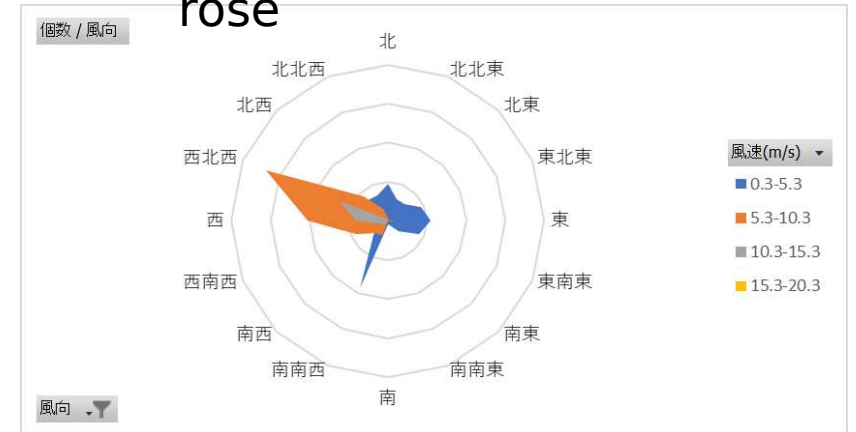 rose
個数 / 風向
北
北北東
北東
東北東
東
東南東
南東
南南東
南
南南西
南西
西南西
西
西北西
北西
北北西
風速(m/s)
0.3-5.3
5.3-10.3
10.3-15.3
15.3-20.3
風向